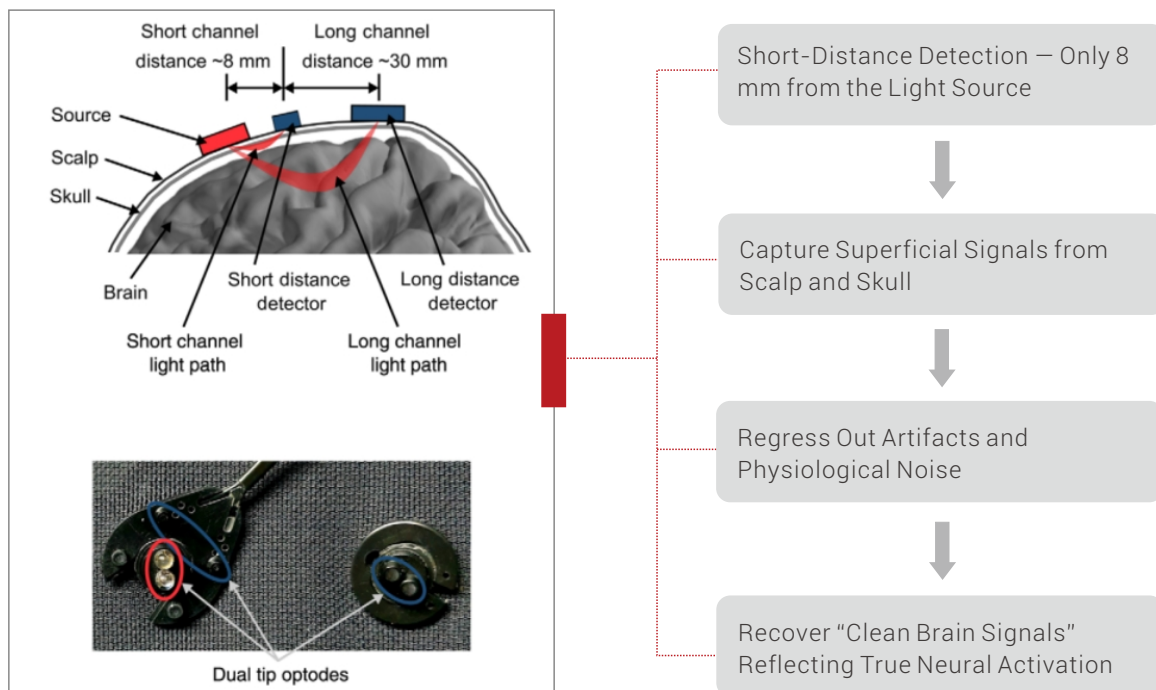 Short channel
distance ~8 mm
Long channel
distance ~30 mm
Source
Scalp
Skull
Brain
Short distance
detector
Long distance
detector
Short channel
light path
Long channel
light path
Dual tip optodes
Short-Distance Detection — Only 8
mm from the Light Source
Capture Superficial Signals from
Scalp and Skull
Regress Out Artifacts and
Physiological Noise
Recover “Clean Brain Signals”
Reflecting True Neural Activation